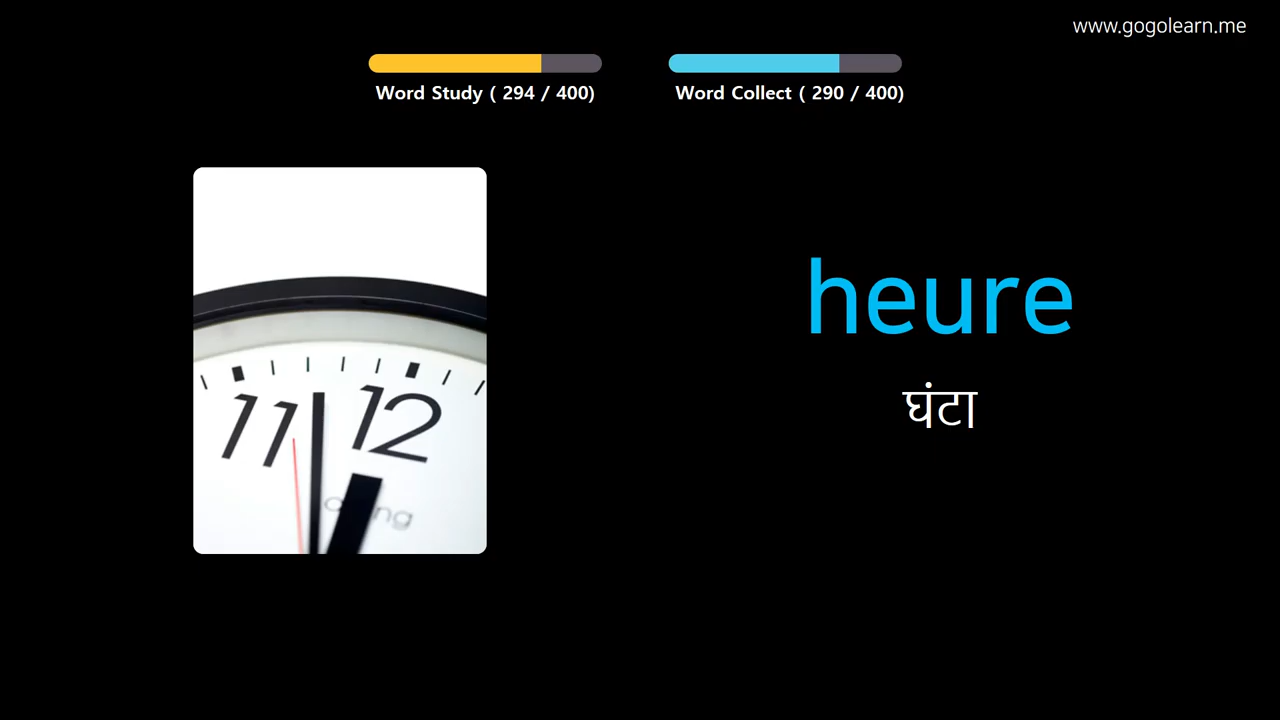 www.gogolearn.me
Word Study ( 294 / 400)
Word Collect ( 290 / 400)
heure
घंटा
11
12